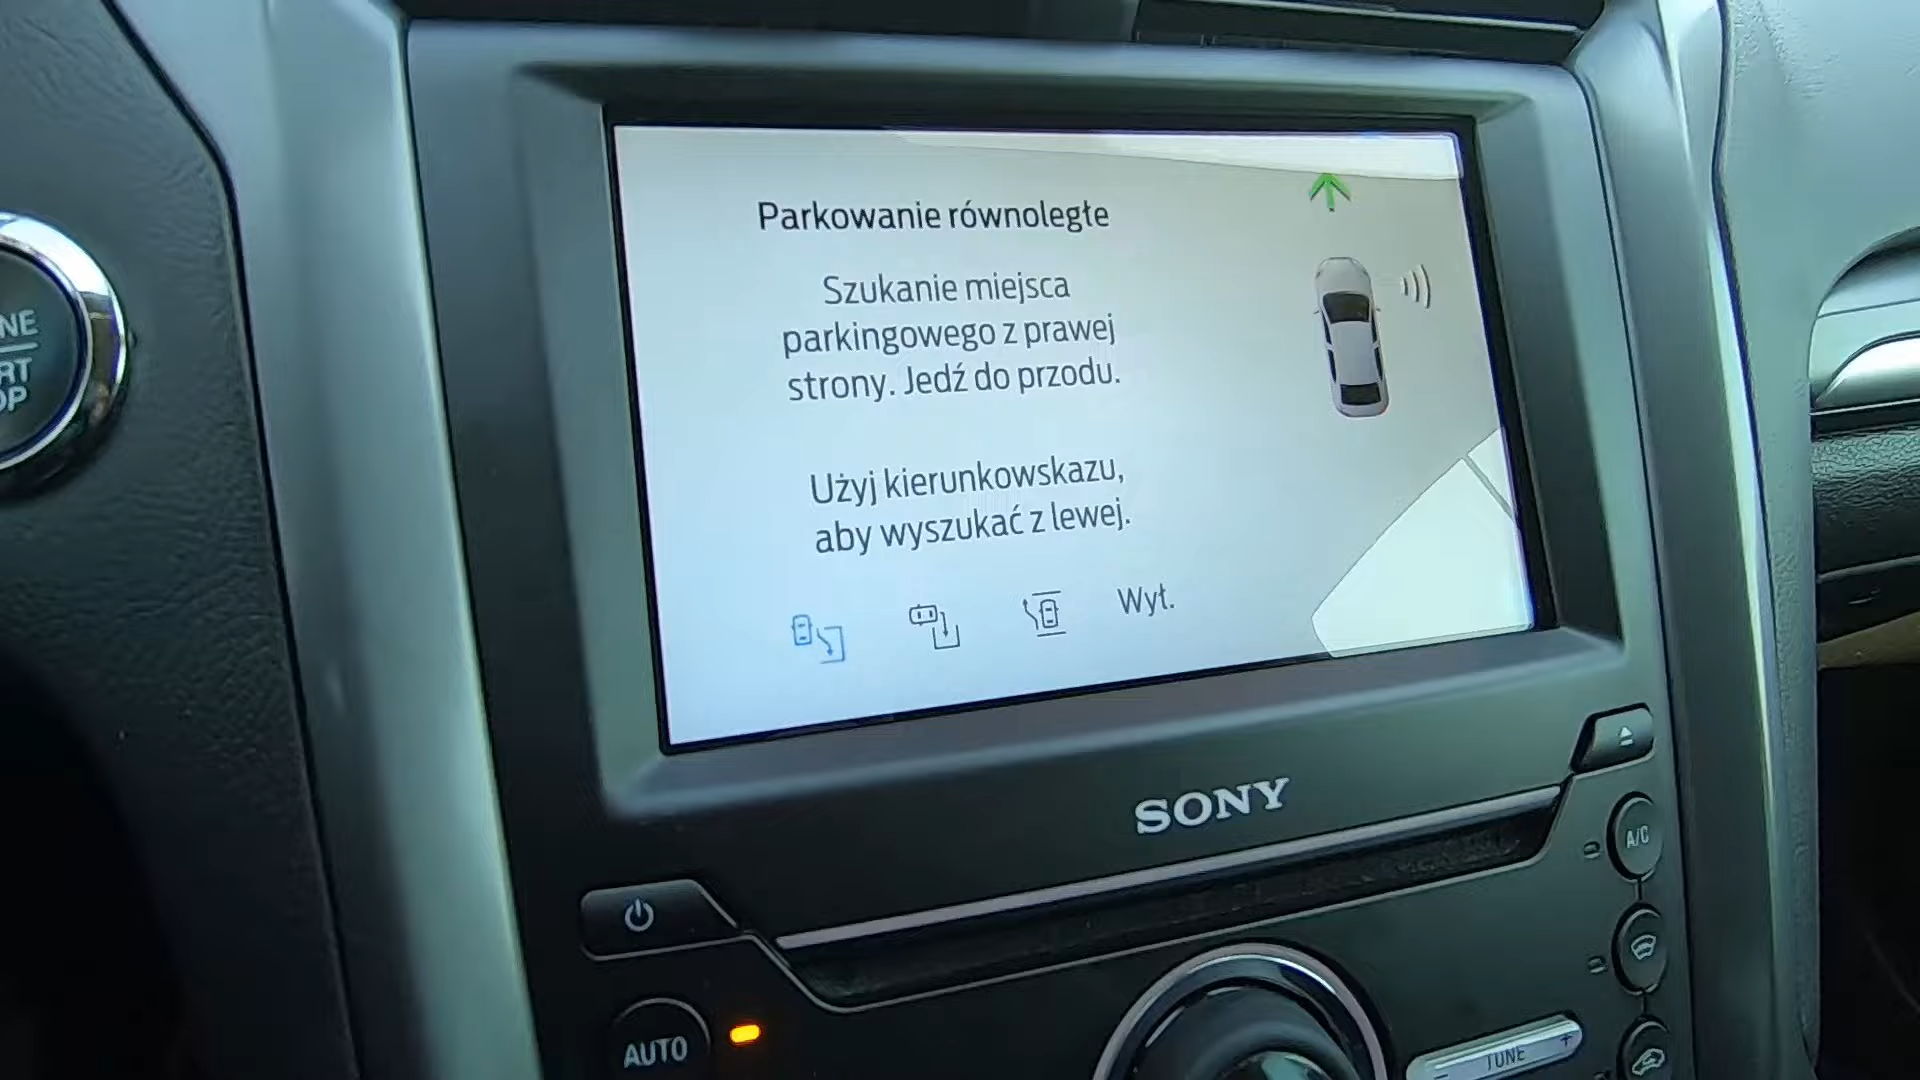 Parkowanie równoległe
Szukanie miejsca
parkingowego z prawej
strony. Jedź do przodu.
Użyj kierunkowskazu,
aby wyszukać z lewej.
Wył.
SONY
A/C
AUTO
- TUNE +